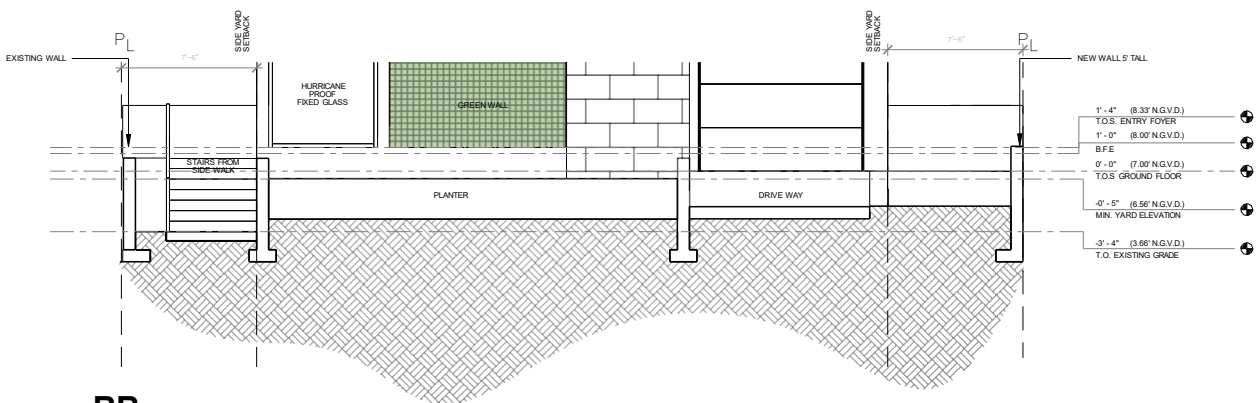 SIDE YARD
SETBACK
SIDE YARD
SETBACK
PL
PL
7'-6"
7'-6"
EXISTING WALL
NEW WALL 5' TALL
HURRICANE
PROOF
FIXED GLASS
GREEN WALL
1' - 4" (8.33' N.G.V.D.)
T.O.S. ENTRY FOYER
1' - 0" (8.00' N.G.V.D.)
B.F.E
STAIRS FROM
SIDE WALK
0' - 0" (7.00' N.G.V.D.)
T.O.S GROUND FLOOR
PLANTER
DRIVE WAY
-0' - 5" (6.56' N.G.V.D.)
MIN. YARD ELEVATION
-3' - 4" (3.66' N.G.V.D.)
T.O. EXISTING GRADE